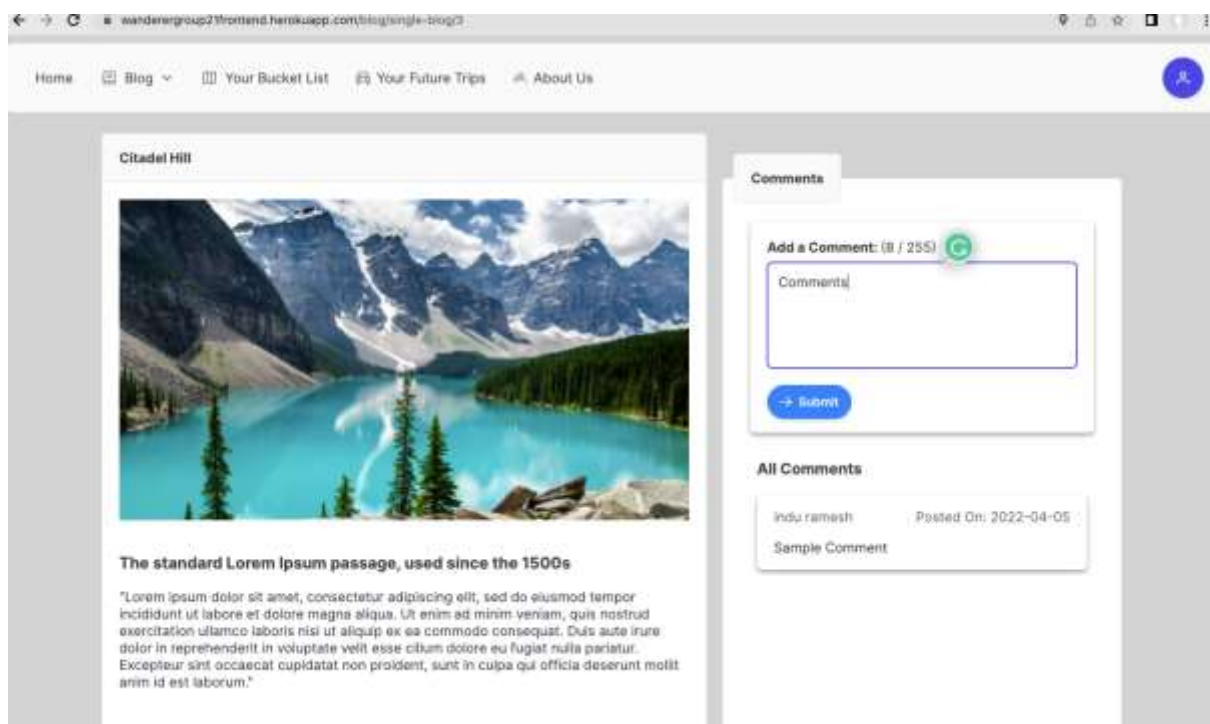 wanderergroup21frontend.herokuapp.com/blog/single-blog/3
Home Blog Your Bucket List Your Future Trips About Us
Citadel Hill
Comments
Add a Comment: (8 / 255)
Comments
→ Submit
All Comments
indu ramesh Posted On: 2022-04-05
Sample Comment
The standard Lorem Ipsum passage, used since the 1500s
"Lorem ipsum dolor sit amet, consectetur adipiscing elit, sed do eiusmod tempor
incididunt ut labore et dolore magna aliqua. Ut enim ad minim veniam, quis nostrud
exercitation ullamco laboris nisi ut aliquip ex ea commodo consequat. Duis aute irure
dolor in reprehenderit in voluptate velit esse cillum dolore eu fugiat nulla pariatur.
Excepteur sint occaecat cupidatat non proident, sunt in culpa qui officia deserunt mollit
anim id est laborum."